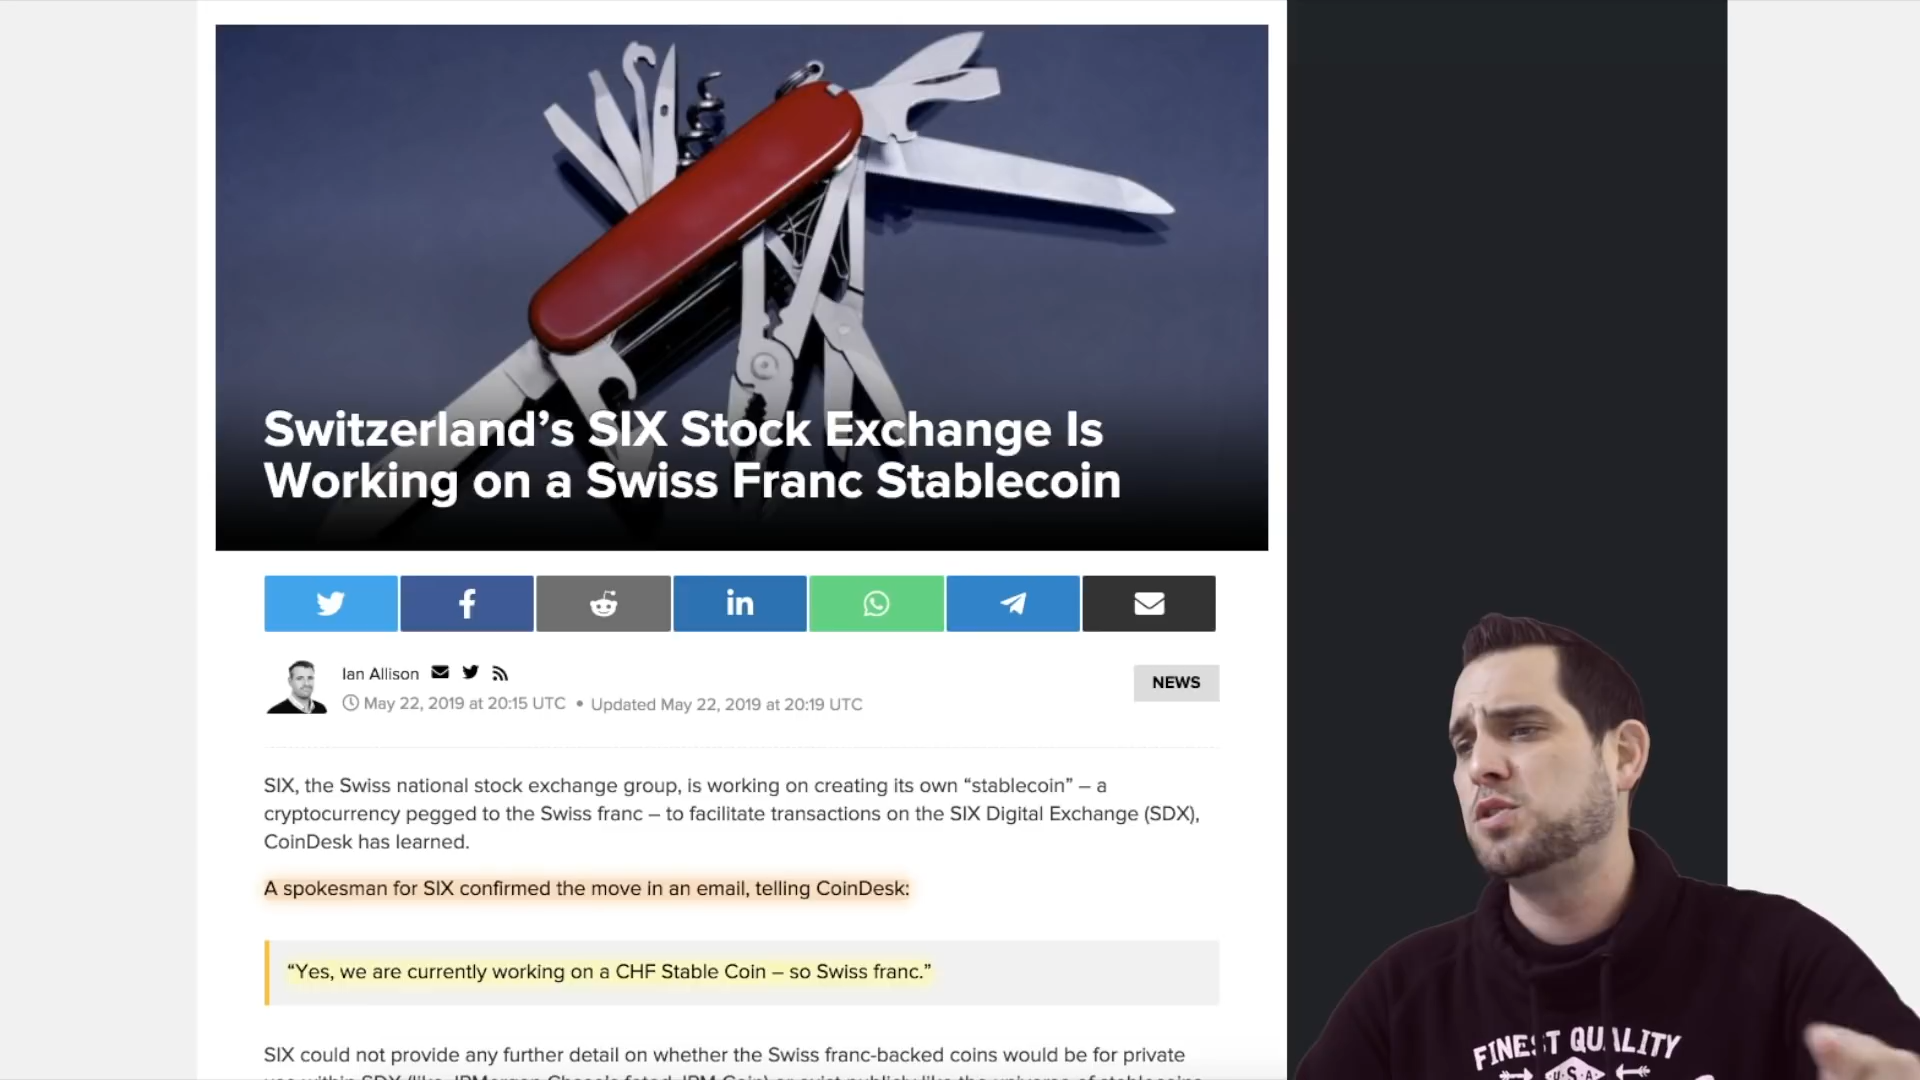 Switzerland’s SIX Stock Exchange Is
Working on a Swiss Franc Stablecoin
Ian Allison
May 22, 2019 at 20:15 UTC • Updated May 22, 2019 at 20:19 UTC
NEWS
SIX, the Swiss national stock exchange group, is working on creating its own “stablecoin” – a
cryptocurrency pegged to the Swiss franc – to facilitate transactions on the SIX Digital Exchange (SDX),
CoinDesk has learned.
A spokesman for SIX confirmed the move in an email, telling CoinDesk:
“Yes, we are currently working on a CHF Stable Coin – so Swiss franc.”
SIX could not provide any further detail on whether the Swiss franc-backed coins would be for private
FINEST QUALITY
U·S·A